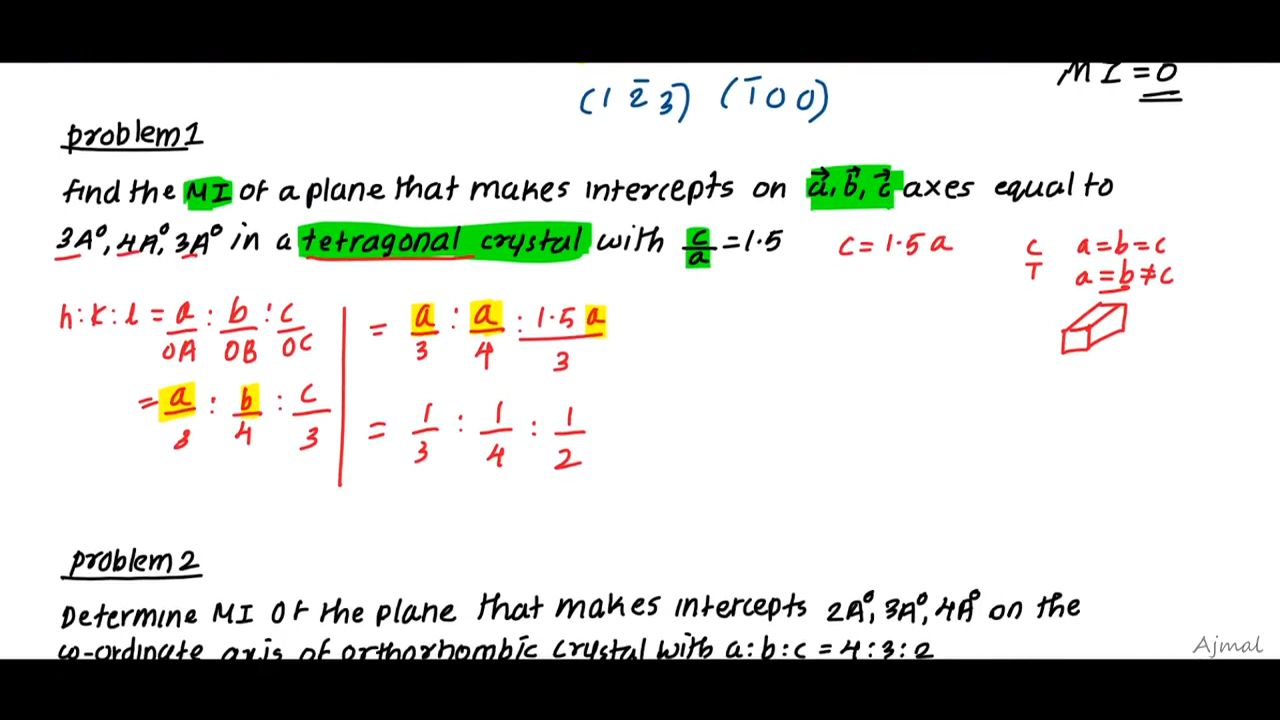 MI = 0
(1 2̄ 3) (1̄ 0 0)
problem 1
find the MI of a plane that makes intercepts on a⃗, b⃗, c⃗ axes equal to
3A°, 4A°, 3A° in a tetragonal crystal with c/a = 1.5
c = 1.5 a
C a = b = c
T a = b ≠ c
h : k : l = a/OA : b/OB : c/OC
= a/3 : b/4 : c/3
= a/3 : a/4 : 1.5 a/3
= 1/3 : 1/4 : 1/2
problem 2
Determine MI of the plane that makes intercepts 2A°, 3A°, 4A° on the
co-ordinate axis of orthorhombic crystal with a : b : c = 4 : 3 : 2
Ajmal